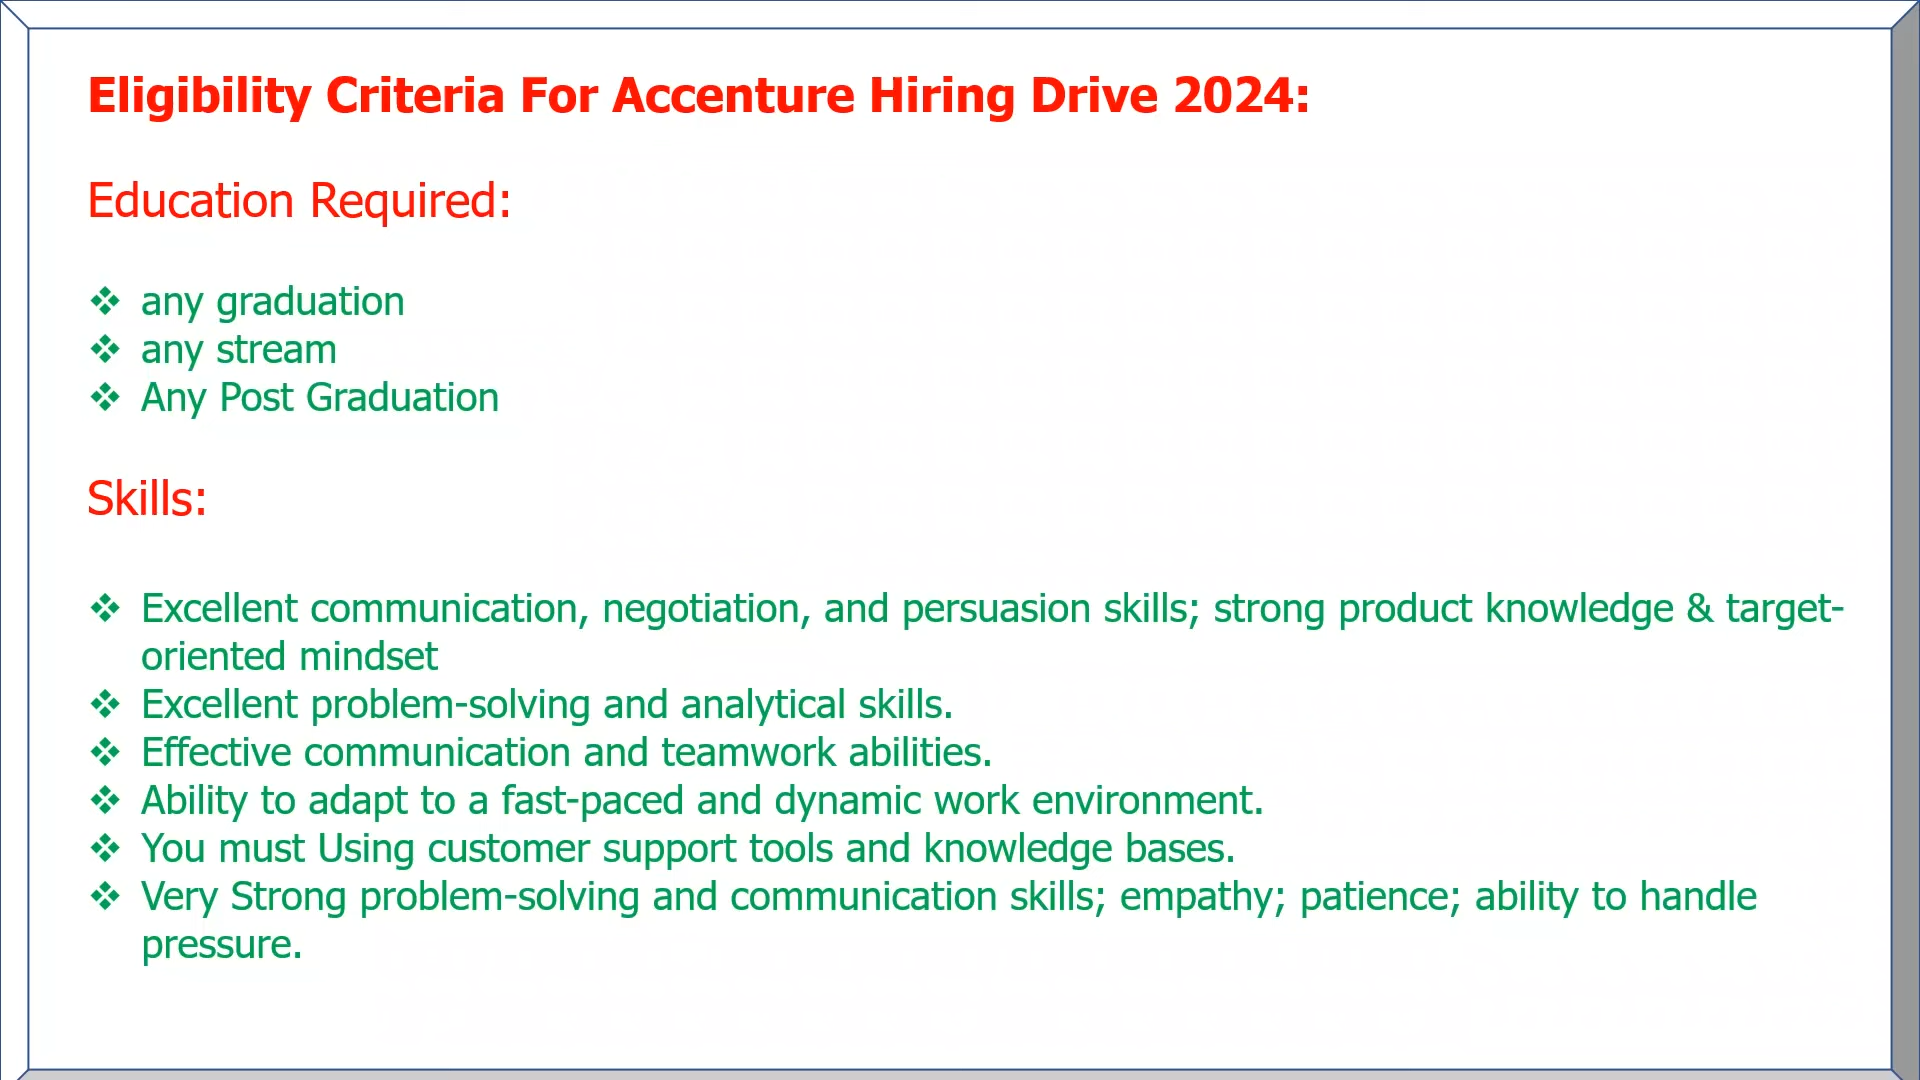 Eligibility Criteria For Accenture Hiring Drive 2024:
Education Required:
❖ any graduation
❖ any stream
❖ Any Post Graduation
Skills:
❖ Excellent communication, negotiation, and persuasion skills; strong product knowledge & target-
oriented mindset
❖ Excellent problem-solving and analytical skills.
❖ Effective communication and teamwork abilities.
❖ Ability to adapt to a fast-paced and dynamic work environment.
❖ You must Using customer support tools and knowledge bases.
❖ Very Strong problem-solving and communication skills; empathy; patience; ability to handle
pressure.